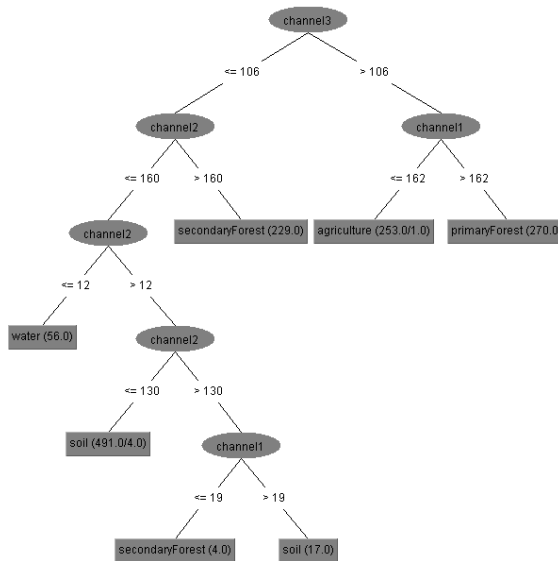 channel3
<= 106 > 106
channel2 channel1
<= 160 > 160 <= 162 > 162
channel2 secondaryForest (229.0) agriculture (253.0/1.0) primaryForest (270.0
<= 12 > 12
water (56.0) channel2
<= 130 > 130
soil (491.0/4.0) channel1
<= 19 > 19
secondaryForest (4.0) soil (17.0)